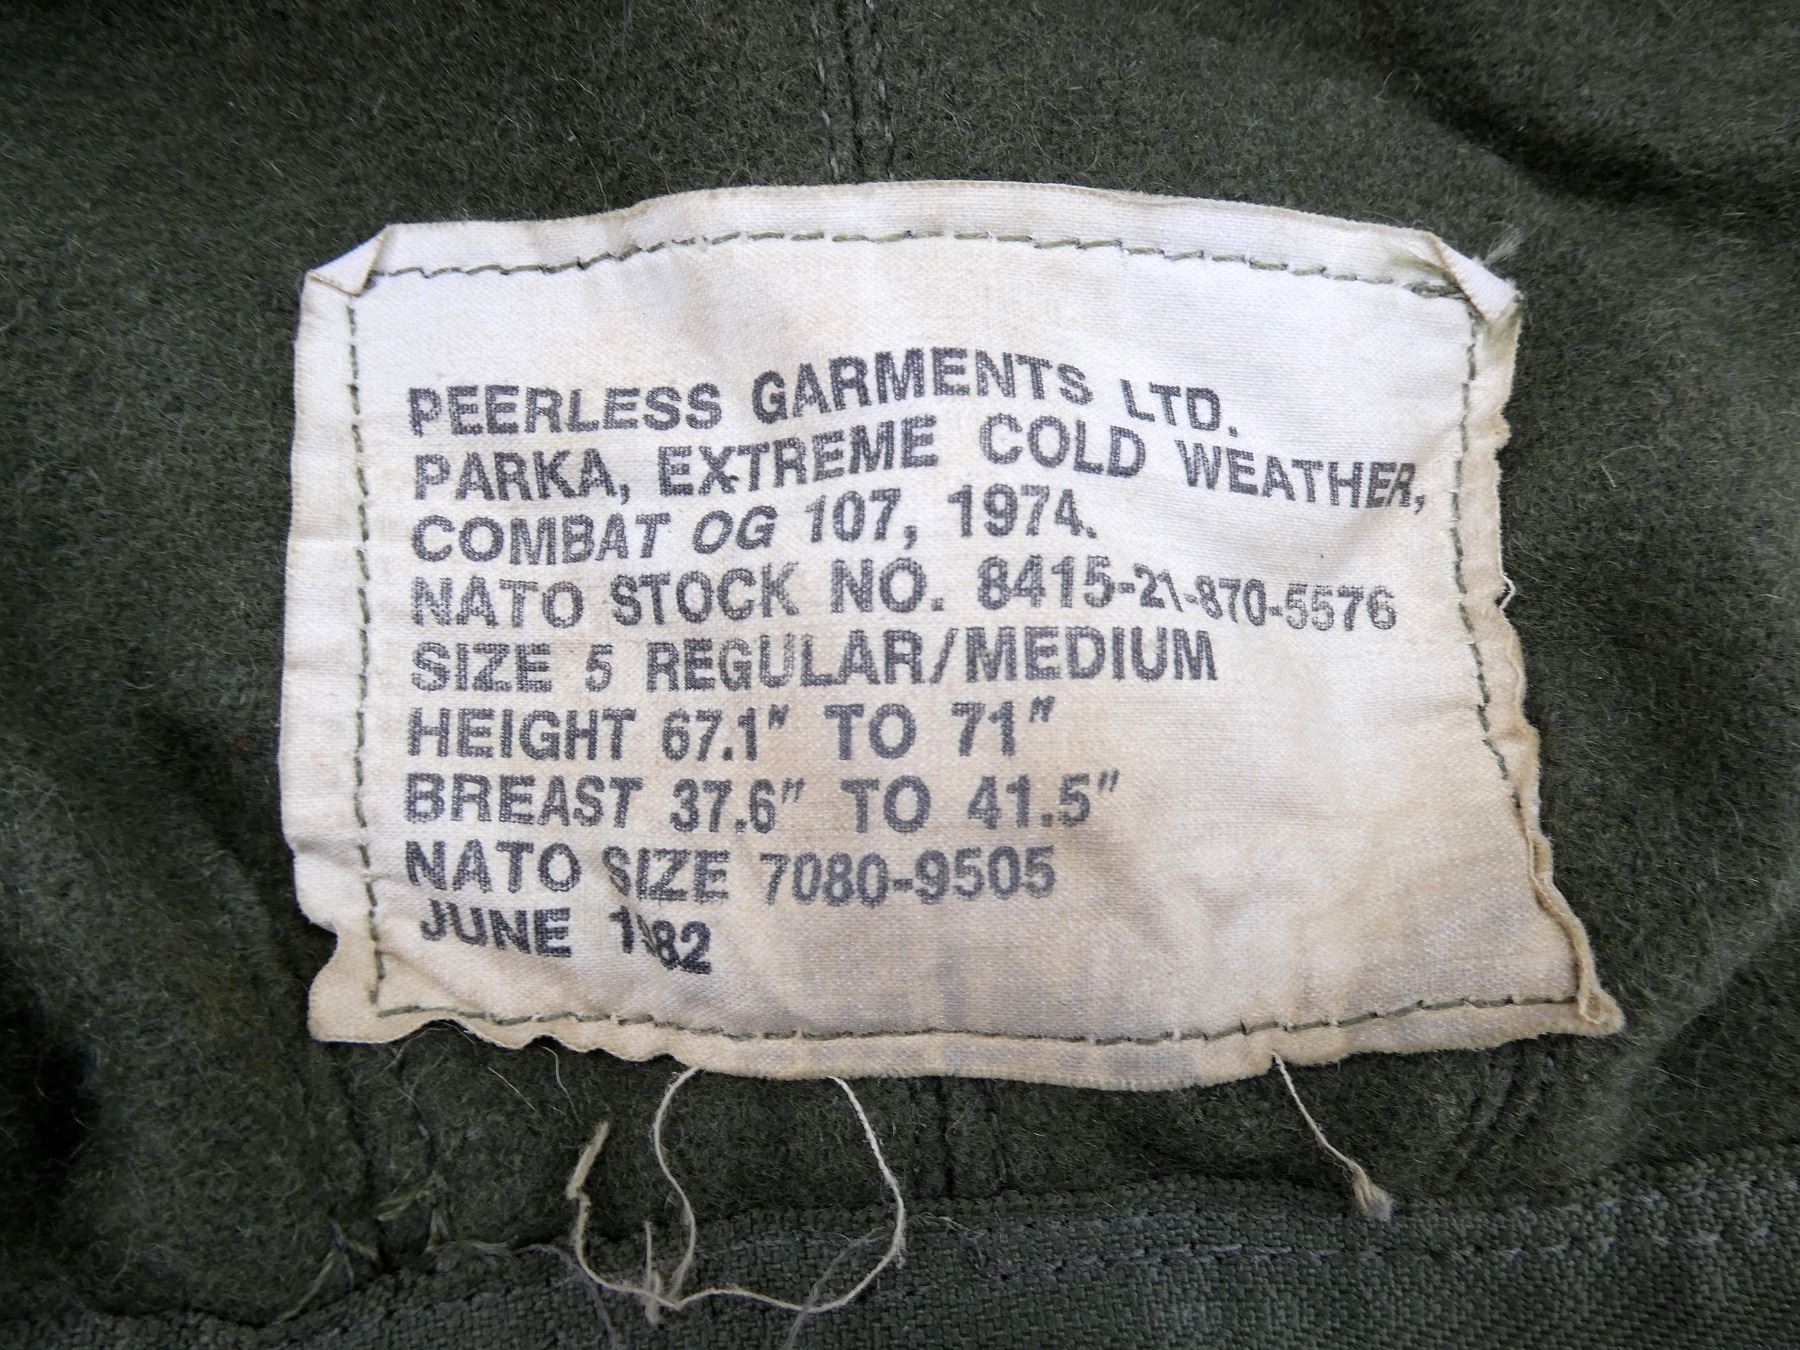 PEERLESS GARMENTS LTD.
PARKA, EXTREME COLD WEATHER,
COMBAT OG 107, 1974.
NATO STOCK NO. 8415-21-870-5576
SIZE 5 REGULAR/MEDIUM
HEIGHT 67.1" TO 71"
BREAST 37.6" TO 41.5"
NATO SIZE 7080-9505
JUNE 1982